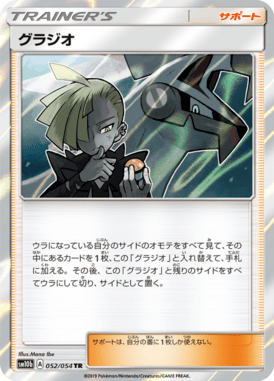 TRAINER'S
サポート
グラジオ
ウラになっている自分のサイドのオモテをすべて見て、その
中にあるカードを1枚、この「グラジオ」と入れ替えて、手札
に加える。その後、この「グラジオ」と残りのサイドをすべ
てウラにして切り、サイドとして置く。
Illus.Mana Ibe
sm10b A 052/054 TR
サポートは、自分の番に1枚しか使えない。
©2019 Pokémon/Nintendo/Creatures/GAME FREAK.